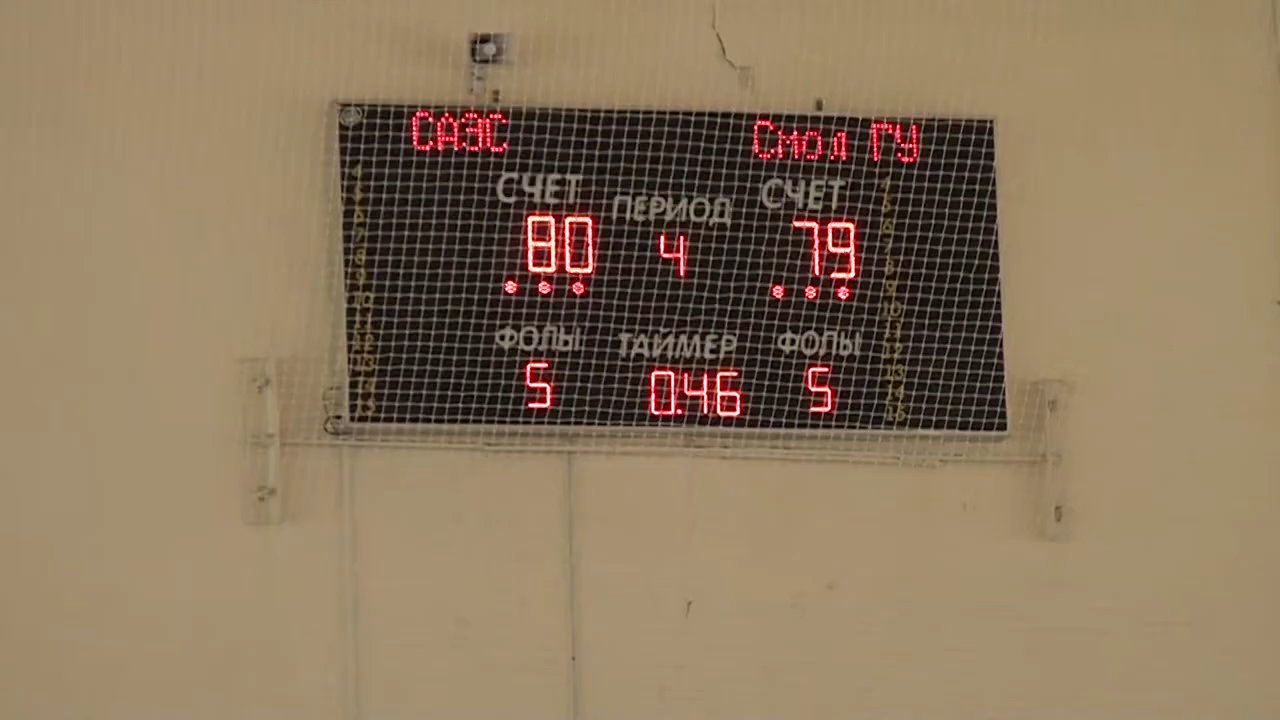 САЭС Смол ГУ
СЧЕТ ПЕРИОД СЧЕТ
80 4 79
ФОЛЫ ТАЙМЕР ФОЛЫ
5 0.46 5